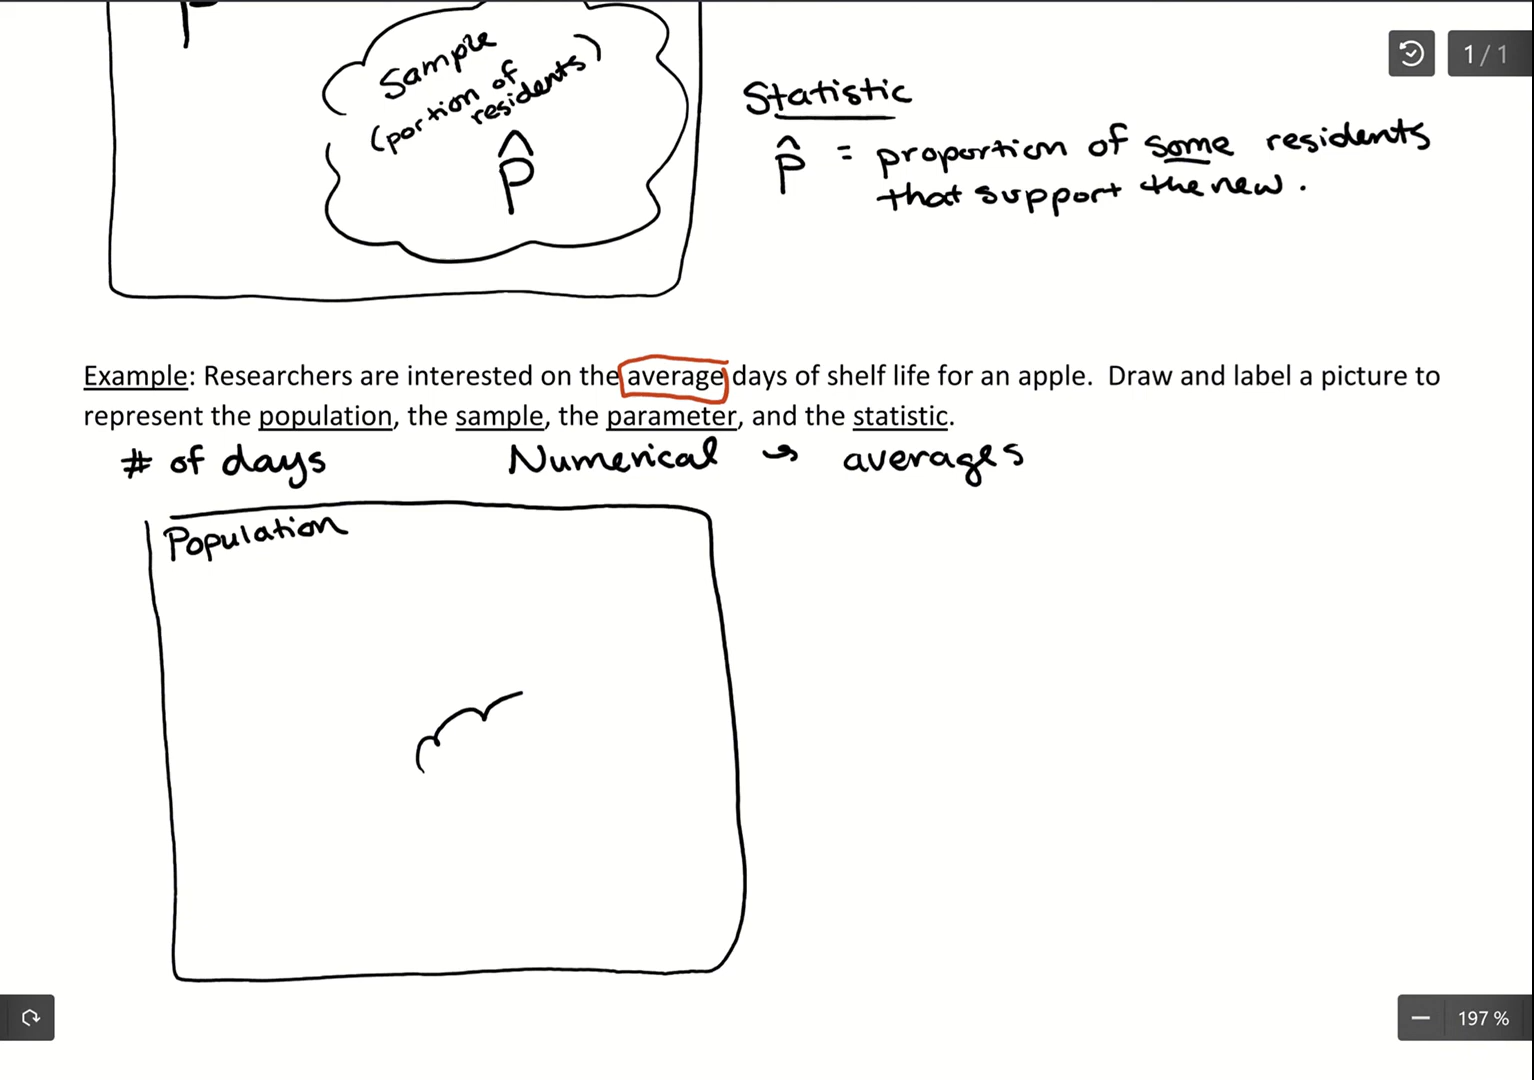 Sample
(portion of
residents)
p̂
Statistic
p̂ = proportion of some residents
that support the new.
Example: Researchers are interested on the average days of shelf life for an apple. Draw and label a picture to
represent the population, the sample, the parameter, and the statistic.
# of days Numerical → averages
Population
1 / 1
197 %